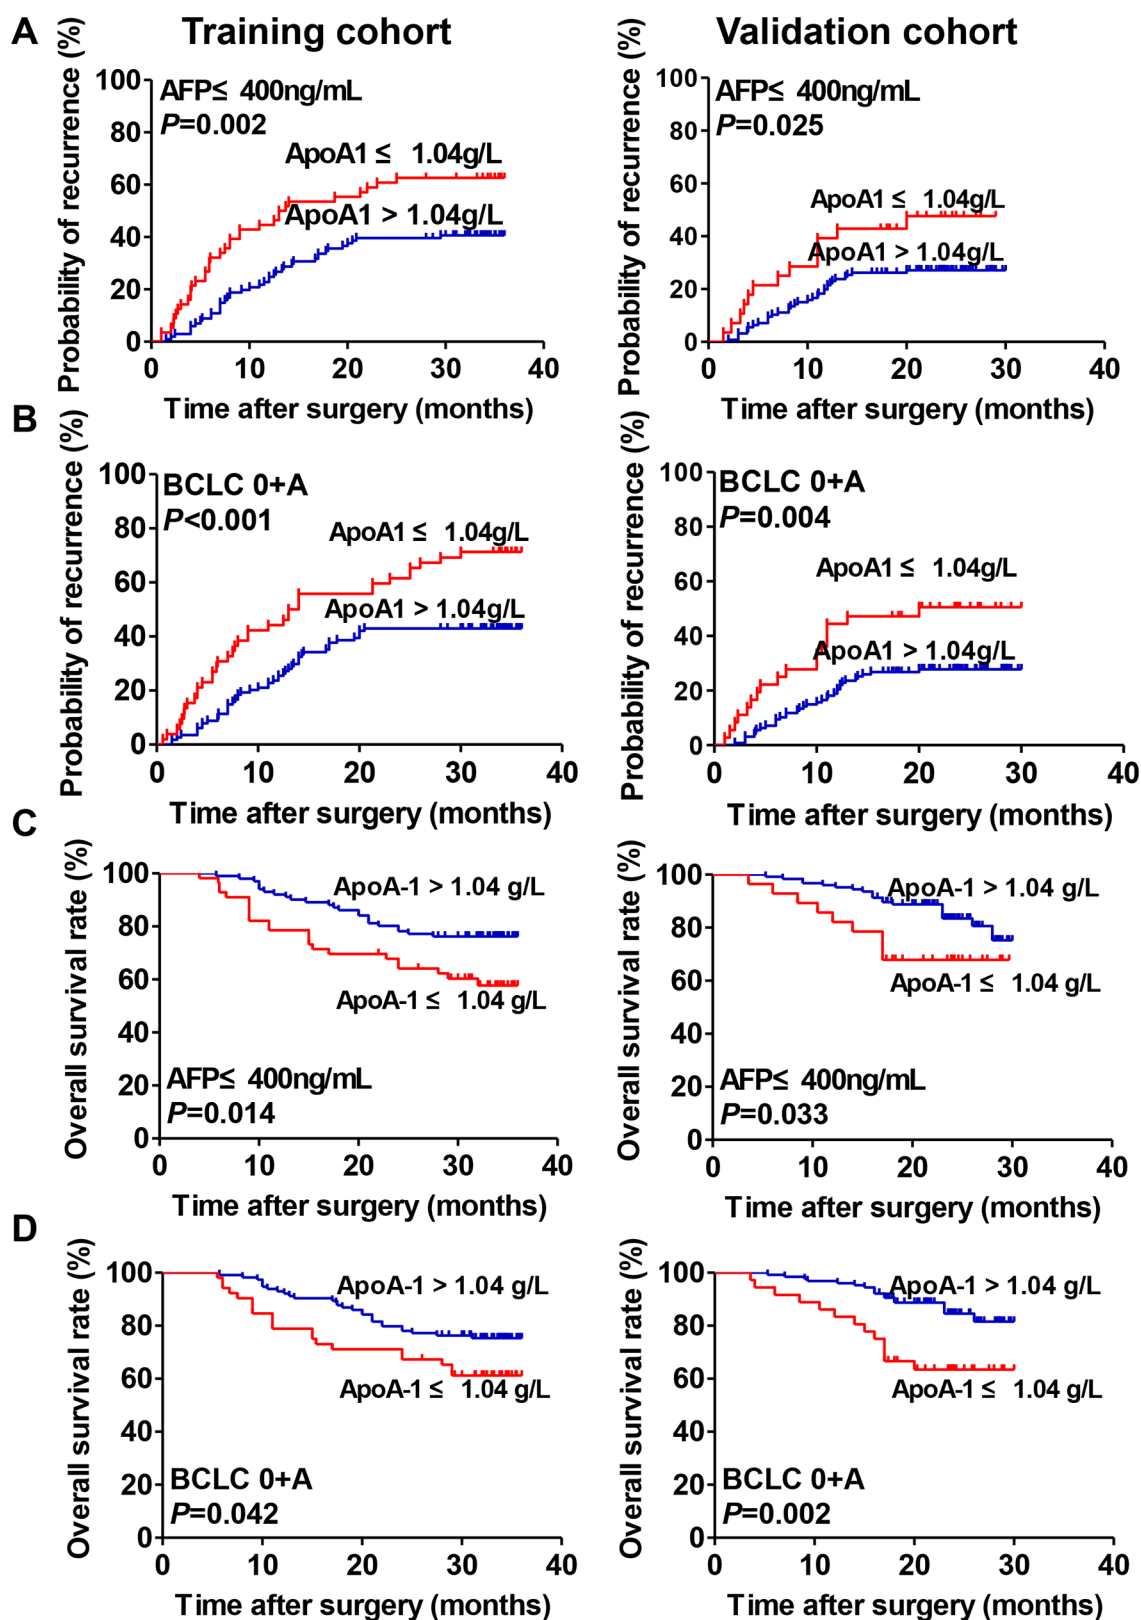 A
Training cohort
Validation cohort
Probability of recurrence (%)
100
80
60
40
20
0
AFP≤ 400ng/mL
P=0.002
ApoA1 ≤ 1.04g/L
ApoA1 > 1.04g/L
0 10 20 30 40
Time after surgery (months)
Probability of recurrence (%)
100
80
60
40
20
0
AFP≤ 400ng/mL
P=0.025
ApoA1 ≤ 1.04g/L
ApoA1 > 1.04g/L
0 10 20 30 40
Time after surgery (months)
B
Probability of recurrence (%)
100
80
60
40
20
0
BCLC 0+A
P<0.001
ApoA1 ≤ 1.04g/L
ApoA1 > 1.04g/L
0 10 20 30 40
Time after surgery (months)
Probability of recurrence (%)
100
80
60
40
20
0
BCLC 0+A
P=0.004
ApoA1 ≤ 1.04g/L
ApoA1 > 1.04g/L
0 10 20 30 40
Time after surgery (months)
C
Overall survival rate (%)
100
80
60
40
20
0
ApoA-1 > 1.04 g/L
ApoA-1 ≤ 1.04 g/L
AFP≤ 400ng/mL
P=0.014
0 10 20 30 40
Time after surgery (months)
Overall survival rate (%)
100
80
60
40
20
0
ApoA-1 > 1.04 g/L
ApoA-1 ≤ 1.04 g/L
AFP≤ 400ng/mL
P=0.033
0 10 20 30 40
Time after surgery (months)
D
Overall survival rate (%)
100
80
60
40
20
0
ApoA-1 > 1.04 g/L
ApoA-1 ≤ 1.04 g/L
BCLC 0+A
P=0.042
0 10 20 30 40
Time after surgery (months)
Overall survival rate (%)
100
80
60
40
20
0
ApoA-1 > 1.04 g/L
ApoA-1 ≤ 1.04 g/L
BCLC 0+A
P=0.002
0 10 20 30 40
Time after surgery (months)